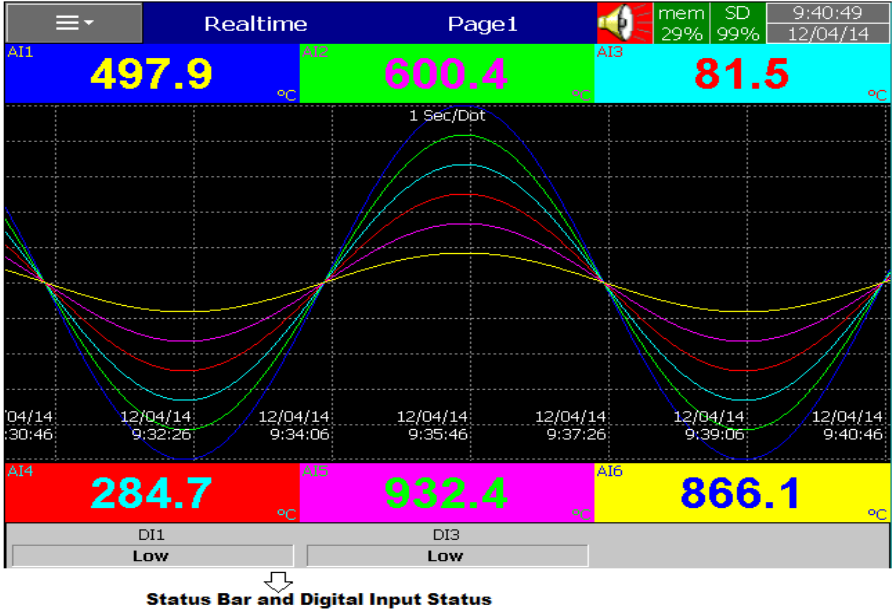 Realtime Page1 mem SD 9:40:49
29% 99% 12/04/14
AI1 AI2 AI3
497.9 °C 600.4 °C 81.5 °C
1 Sec/Dot
'04/14 12/04/14 12/04/14 12/04/14 12/04/14 12/04/14 12/04/14
:30:46 9:32:26 9:34:06 9:35:46 9:37:26 9:39:06 9:40:46
AI4 AI5 AI6
284.7 °C 932.4 °C 866.1 °C
DI1 DI3
Low Low
Status Bar and Digital Input Status